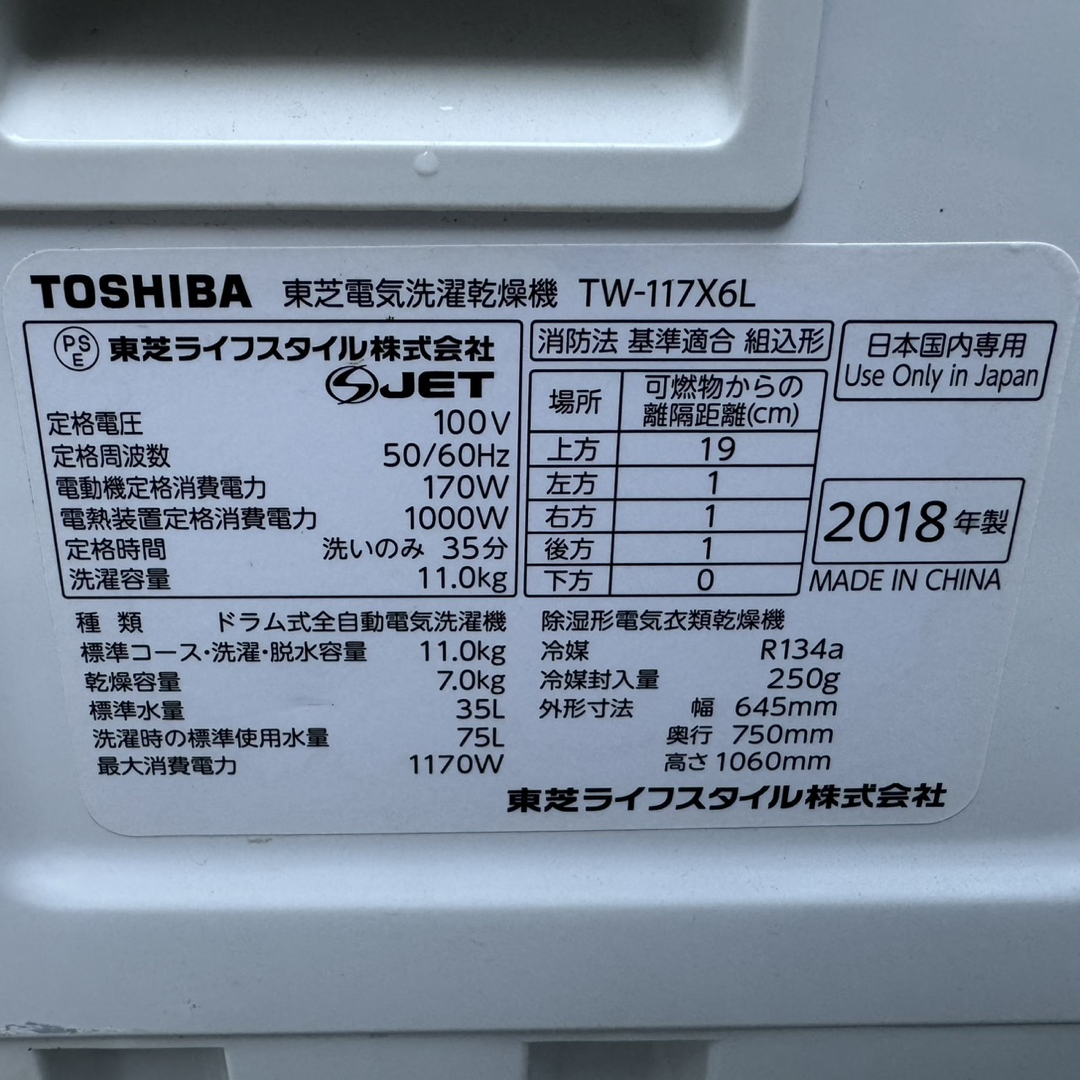 TOSHIBA 東芝電気洗濯乾燥機 TW-117X6L
PSE 東芝ライフスタイル株式会社
JET
定格電圧 100V
定格周波数 50/60Hz
電動機定格消費電力 170W
電熱装置定格消費電力 1000W
定格時間 洗いのみ 35分
洗濯容量 11.0kg
消防法 基準適合 組込形
場所 可燃物からの
離隔距離(cm)
上方 19
左方 1
右方 1
後方 1
下方 0
日本国内専用
Use Only in Japan
2018年製
MADE IN CHINA
種類 ドラム式全自動電気洗濯機
標準コース・洗濯・脱水容量 11.0kg
乾燥容量 7.0kg
標準水量 35L
洗濯時の標準使用水量 75L
最大消費電力 1170W
除湿形電気衣類乾燥機
冷媒 R134a
冷媒封入量 250g
外形寸法 幅 645mm
奥行 750mm
高さ 1060mm
東芝ライフスタイル株式会社